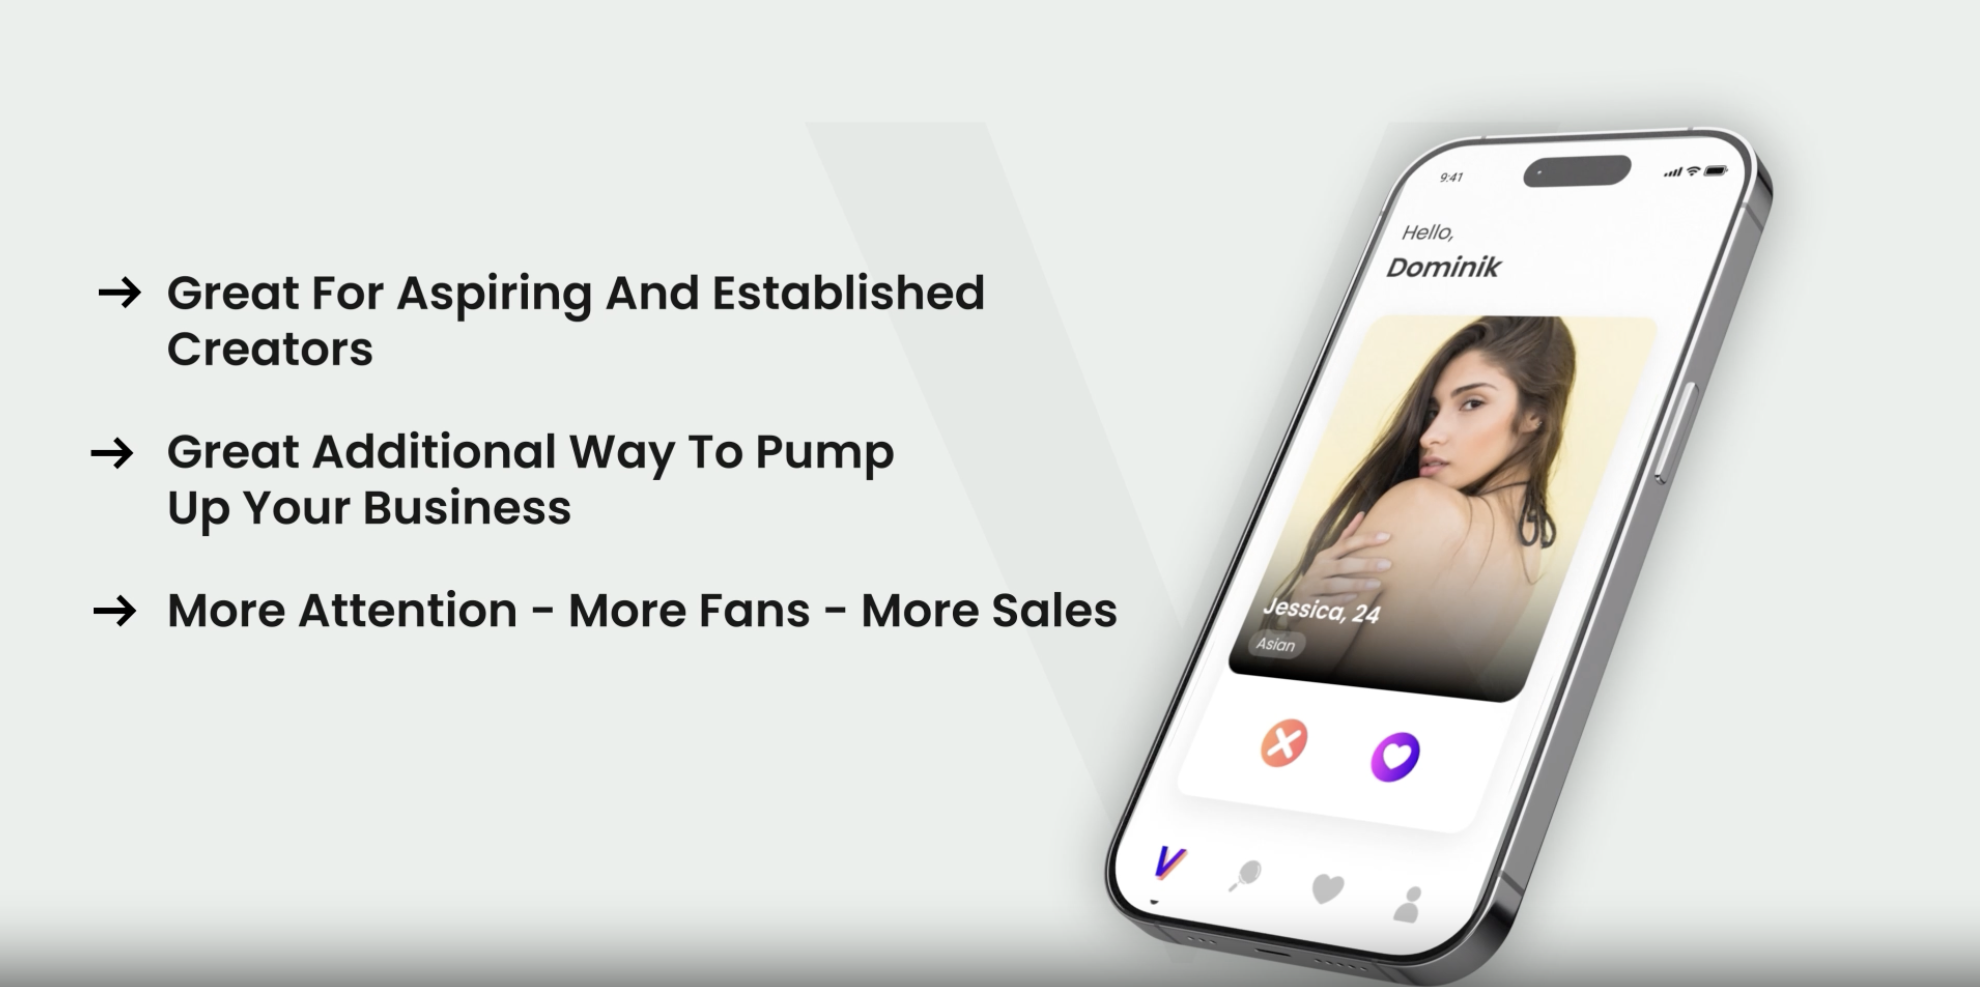 Great For Aspiring And Established
Creators
Great Additional Way To Pump
Up Your Business
More Attention - More Fans - More Sales
9:41
Hello,
Dominik
Jessica, 24
Asian
V